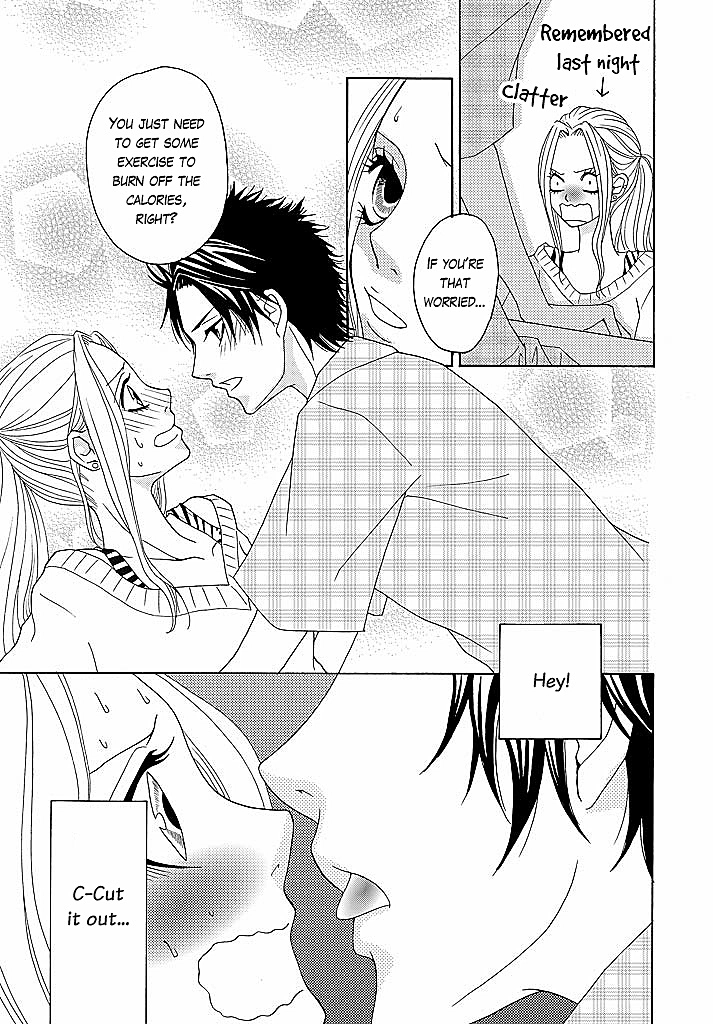 Remembered
last night
↓
Clatter
IF YOU'RE
THAT
WORRIED...
YOU JUST NEED
TO GET SOME
EXERCISE TO
BURN OFF THE
CALORIES,
RIGHT?
Hey!
C-Cut
it out...